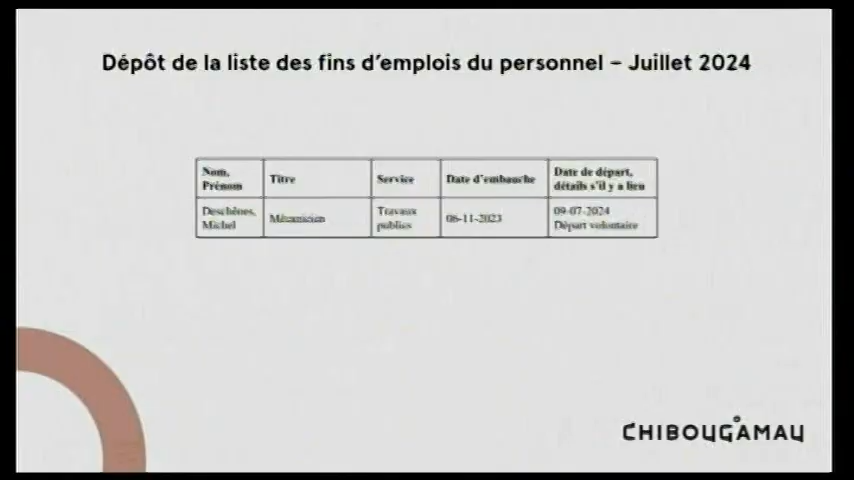 Dépôt de la liste des fins d'emplois du personnel – Juillet 2024
Nom, Prénom
Titre
Service
Date d'embauche
Date de départ, détails s'il y a lieu
Deschênes, Michel
Mécanicien
Travaux publics
06-11-2023
09-07-2024
Départ volontaire
CHIBOUGAMAU